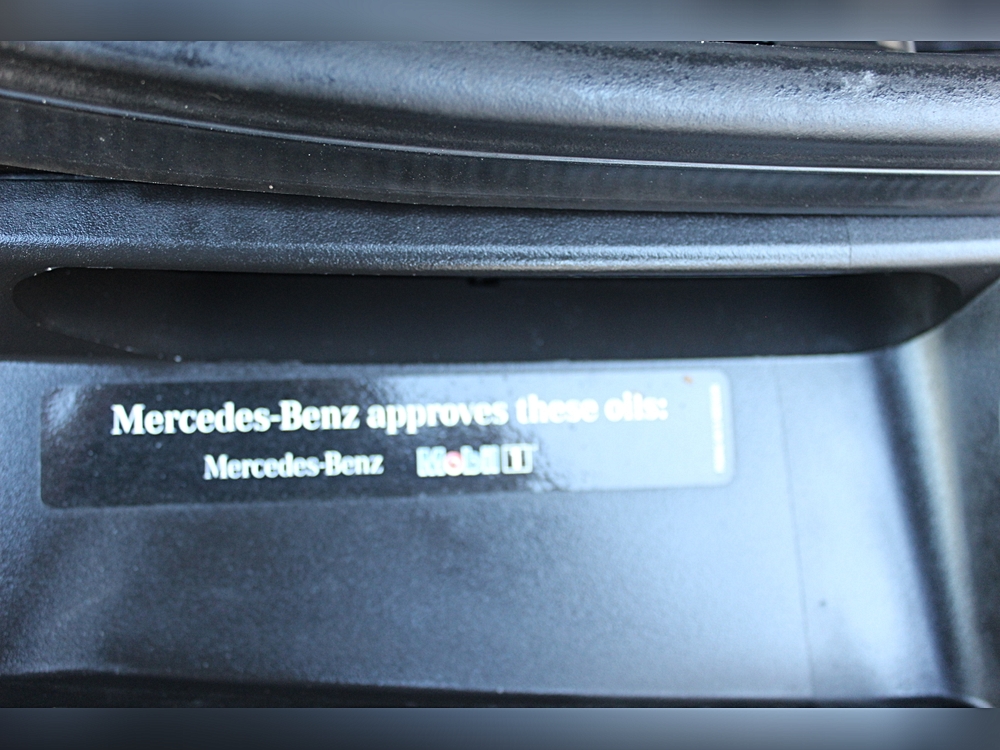 Mercedes-Benz approves these oils:
Mercedes-Benz Mobil 1